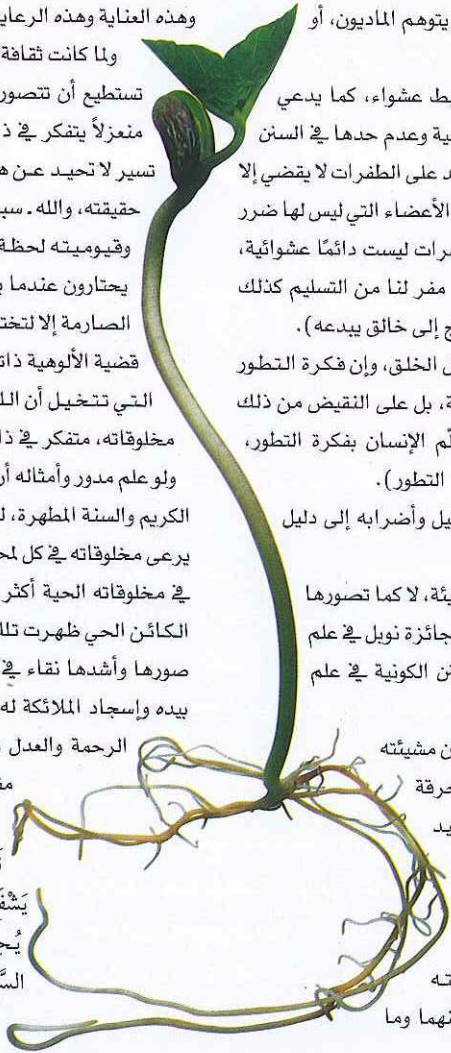 يتوهم الماديون، أو
بط عشواء، كما يدعي
ية وعدم حدها في السنن
د على الطفرات لا يقضي إلا
الأعضاء التي ليس لها ضرر
رات ليست دائمًا عشوائية،
مفر لنا من التسليم كذلك
ج إلى خالق يبدعه).
ل الخلق، وإن فكرة التطور
ة، بل على النقيض من ذلك
لّم الإنسان بفكرة التطور،
التطور).
يل وأضرابه إلى دليل
يئة، لا كما تصورها
جائزة نوبل في علم
ن الكونية في علم
ن مشيئته
حرقة
يد
ته
نهما وما
وهذه العناية وهذه الرعاي
ولما كانت ثقافة
تستطيع أن تتصور
منعزلاً يتفكر في ذ
تسير لا تحيد عن ه
حقيقته، والله. سب
وقيوميته لحظة
يحتارون عندما ي
الصارمة إلا لتخت
قضية الألوهية ذات
التي تتخيل أن الل
مخلوقاته، متفكر في ذا
ولو علم مدور وأمثاله أن
الكريم والسنة المطهرة، ل
يرعى مخلوقاته في كل لح
في مخلوقاته الحية أكثر
الكائن الحي ظهرت تلك
صورها وأشدها نقاء في
بيده وإسجاد الملائكة له
الرحمة والعدل و
مف
يَشْفَ
يُحِ
السَّ